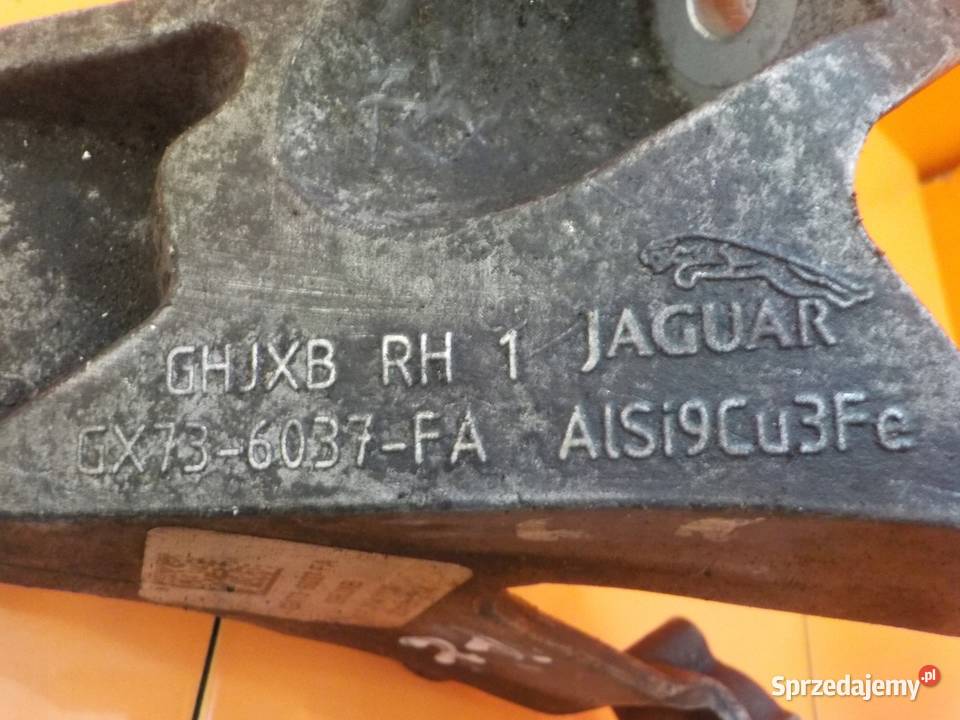 JAGUAR
GHJXB RH 1
GX73-6037-FA AlSi9Cu3Fe
Sprzedajemy.pl